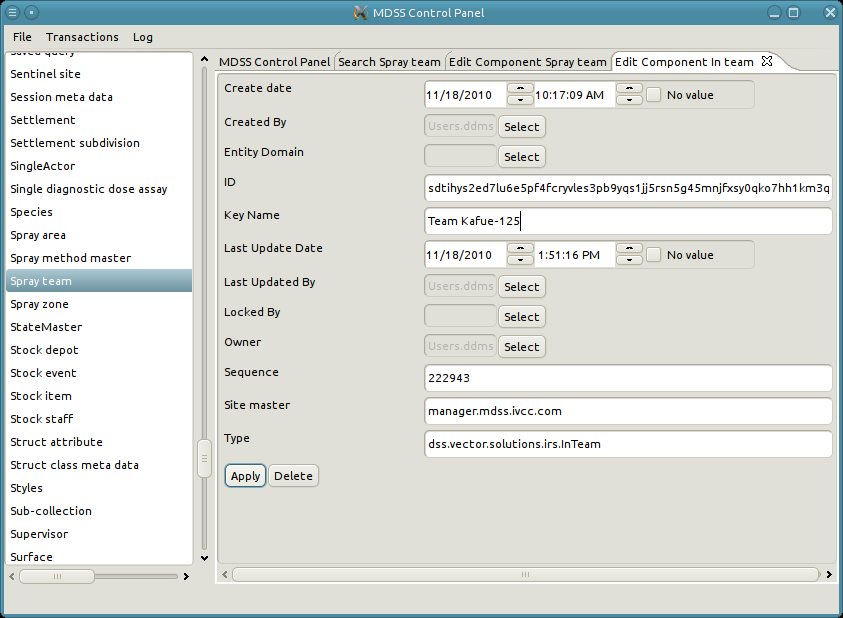 MDSS Control Panel
File Transactions Log
Saved query
Sentinel site
Session meta data
Settlement
Settlement subdivision
SingleActor
Single diagnostic dose assay
Species
Spray area
Spray method master
Spray team
Spray zone
StateMaster
Stock depot
Stock event
Stock item
Stock staff
Struct attribute
Struct class meta data
Styles
Sub-collection
Supervisor
Surface
MDSS Control Panel Search Spray team Edit Component Spray team Edit Component In team
Create date 11/18/2010 10:17:09 AM No value
Created By Users.ddms Select
Entity Domain Select
ID sdtihys2ed7lu6e5pf4fcryvles3pb9yqs1jj5rsn5g45mnjfxsy0qko7hh1km3q
Key Name Team Kafue-125
Last Update Date 11/18/2010 1:51:16 PM No value
Last Updated By Users.ddms Select
Locked By Select
Owner Users.ddms Select
Sequence 222943
Site master manager.mdss.ivcc.com
Type dss.vector.solutions.irs.InTeam
Apply Delete